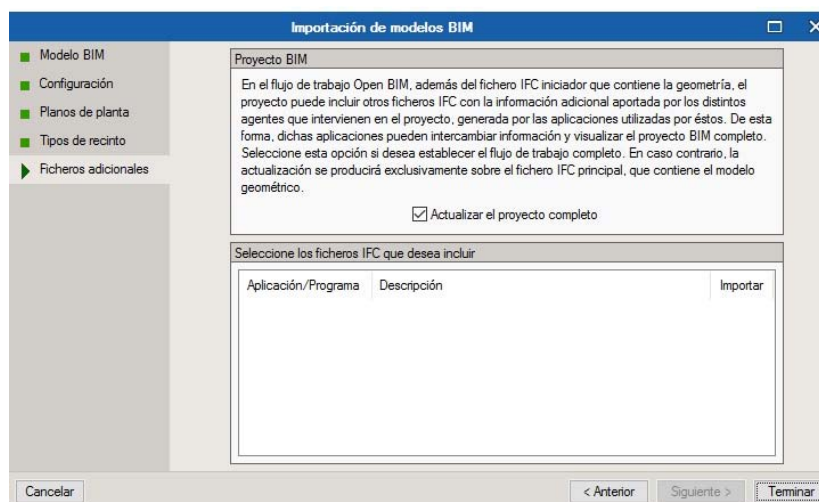 Importación de modelos BIM
Modelo BIM
Configuración
Planos de planta
Tipos de recinto
Ficheros adicionales
Proyecto BIM
En el flujo de trabajo Open BIM, además del fichero IFC iniciador que contiene la geometría, el
proyecto puede incluir otros ficheros IFC con la información adicional aportada por los distintos
agentes que intervienen en el proyecto, generada por las aplicaciones utilizadas por éstos. De esta
forma, dichas aplicaciones pueden intercambiar información y visualizar el proyecto BIM completo.
Seleccione esta opción si desea establecer el flujo de trabajo completo. En caso contrario, la
actualización se producirá exclusivamente sobre el fichero IFC principal, que contiene el modelo
geométrico.
Actualizar el proyecto completo
Seleccione los ficheros IFC que desea incluir
Aplicación/Programa Descripción Importar
Cancelar < Anterior Siguiente > Terminar